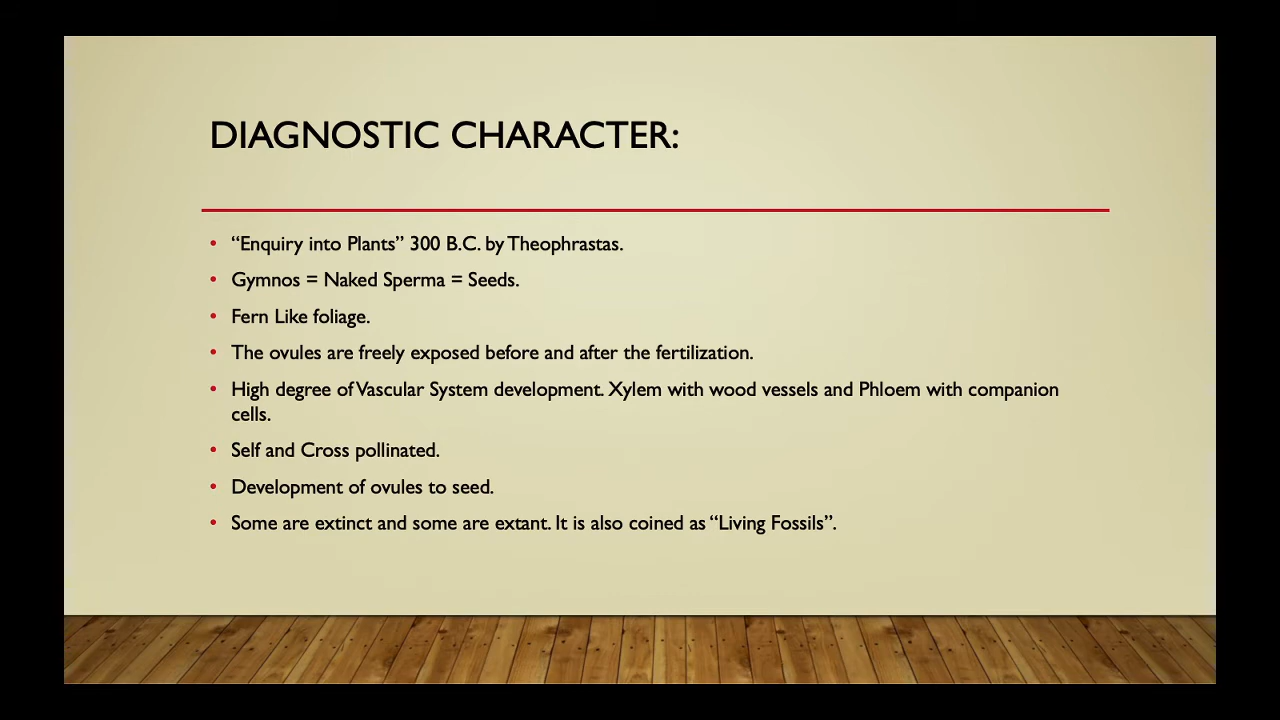 DIAGNOSTIC CHARACTER:
• “Enquiry into Plants” 300 B.C. by Theophrastas.
• Gymnos = Naked Sperma = Seeds.
• Fern Like foliage.
• The ovules are freely exposed before and after the fertilization.
• High degree of Vascular System development. Xylem with wood vessels and Phloem with companion
cells.
• Self and Cross pollinated.
• Development of ovules to seed.
• Some are extinct and some are extant. It is also coined as “Living Fossils”.